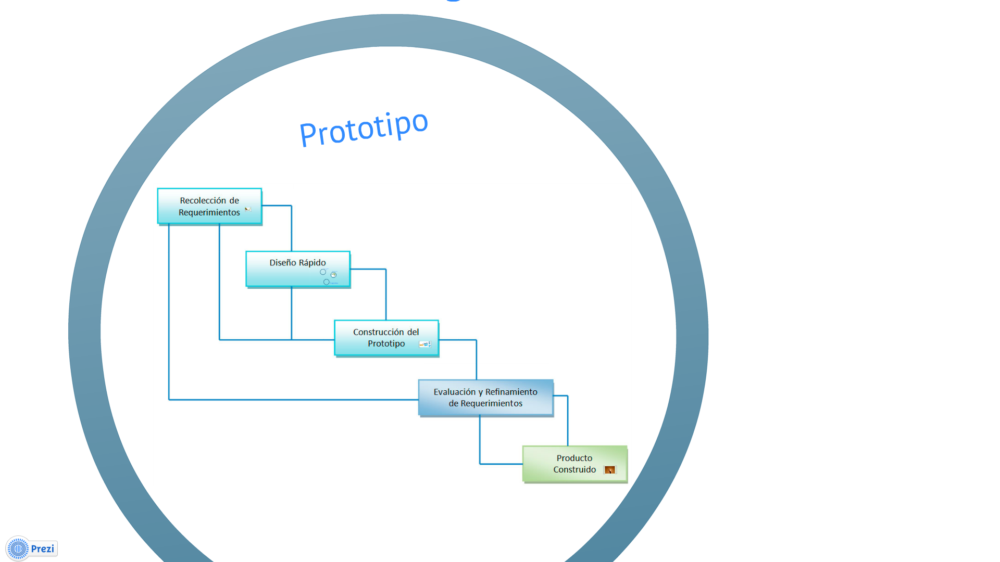 Prototipo
Recolección de
Requerimientos
Diseño Rápido
Construcción del
Prototipo
Evaluación y Refinamiento
de Requerimientos
Producto
Construido
Prezi